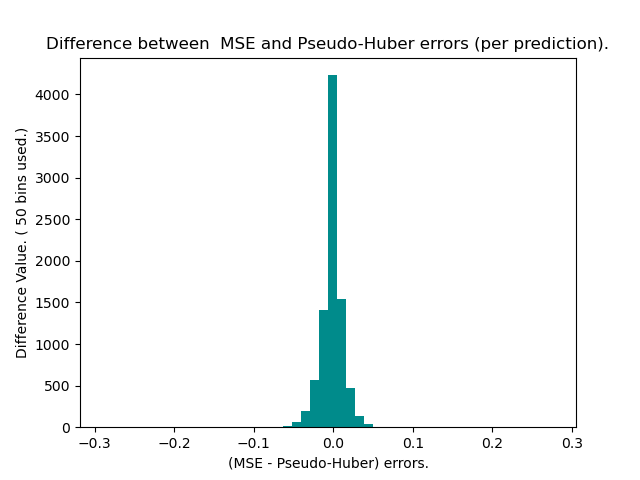 Difference between  MSE and Pseudo-Huber errors (per prediction).
4000
3500
3000
2500
2000
1500
1000
500
0
Difference Value. ( 50 bins used.)
−0.3 −0.2 −0.1 0.0 0.1 0.2 0.3
(MSE - Pseudo-Huber) errors.